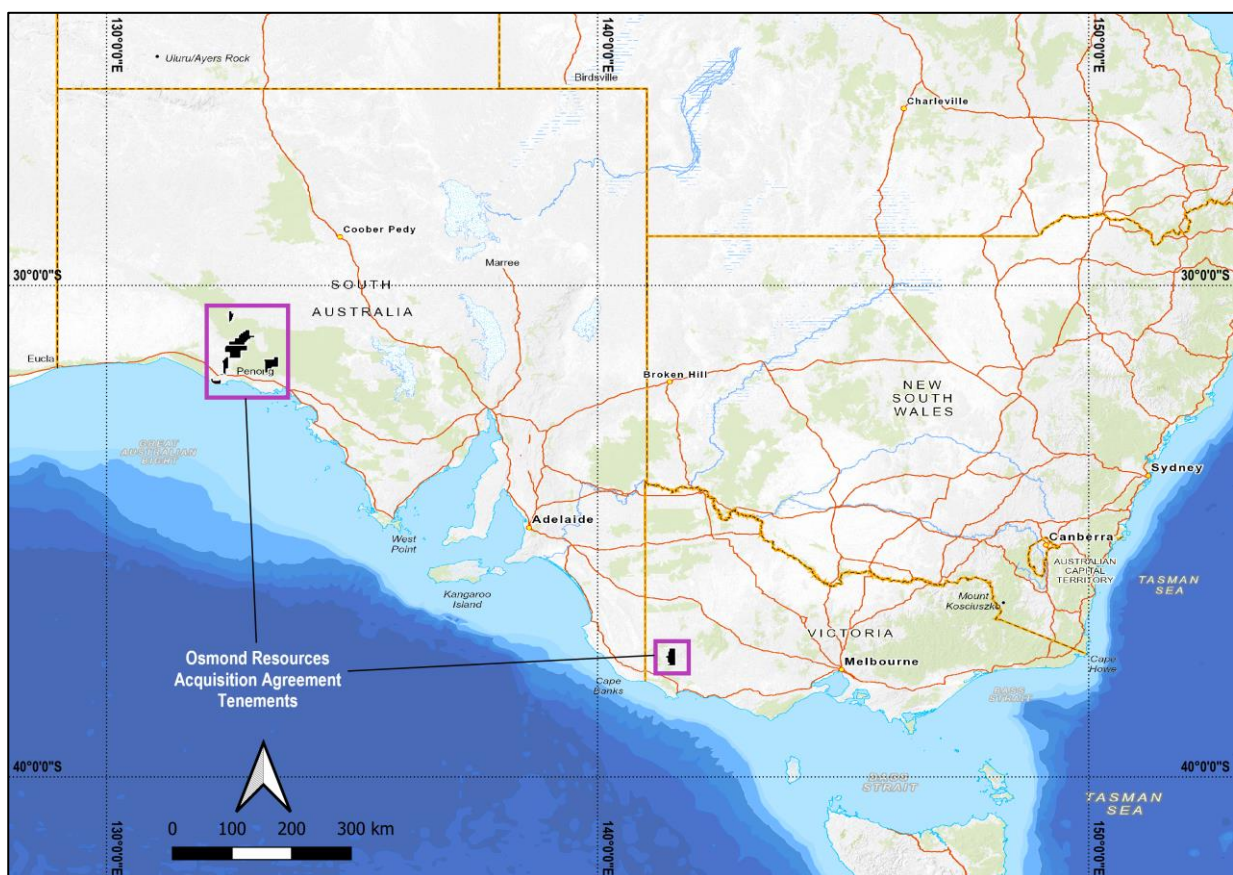 130°0'0"E
140°0'0"E
150°0'0"E
Uluru/Ayers Rock
Birdsville
Charleville
Coober Pedy
Marree
30°0'0"S
30°0'0"S
SOUTH
AUSTRALIA
Eucla
Penong
Broken Hill
NEW
SOUTH
WALES
GREAT
AUSTRALIAN
BIGHT
Sydney
Adelaide
West
Point
Canberra
AUSTRALIAN
CAPITAL
TERRITORY
TASMAN
SEA
Kangaroo
Island
Mount
Kosciuszko
VICTORIA
Osmond Resources
Acquisition Agreement
Tenements
Melbourne
Cape
Howe
Cape
Banks
BASS
STRAIT
40°0'0"S
40°0'0"S
BASS
STRAIT
TASMAN
SEA
0 100 200 300 km
130°0'0"E
140°0'0"E
150°0'0"E